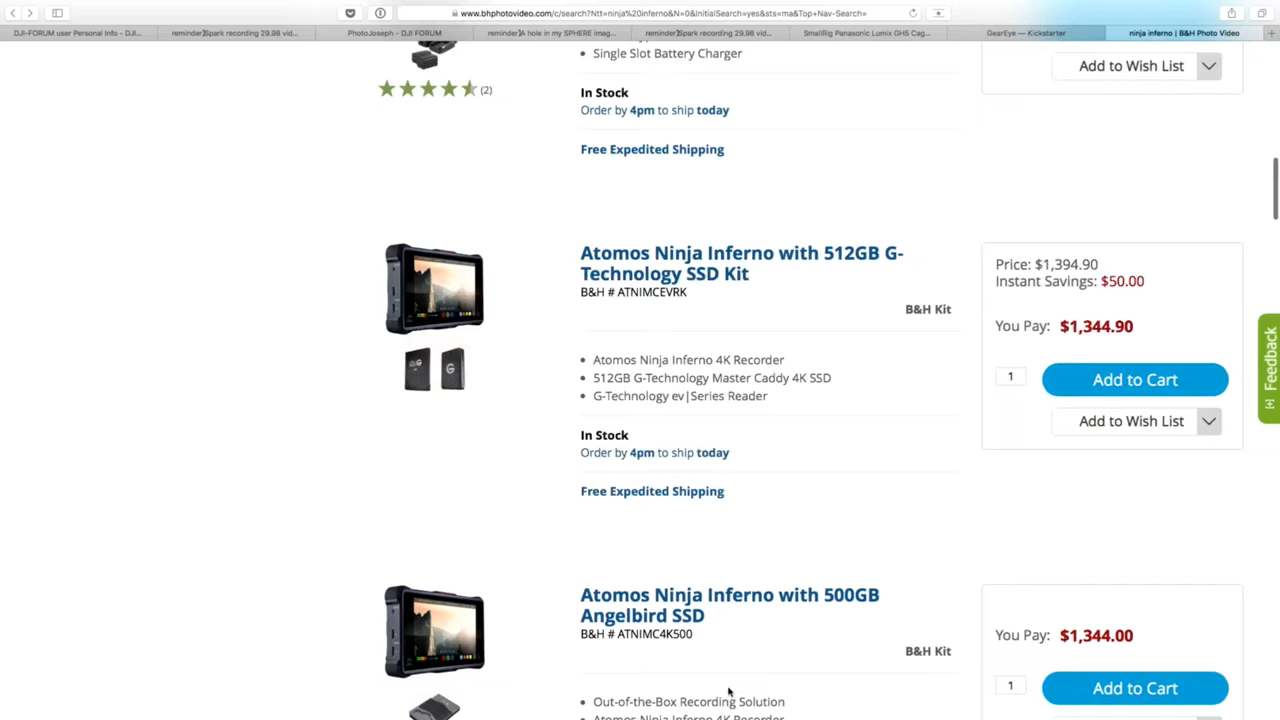 www.bhphotovideo.com/c/search?Ntt=ninja%20inferno&N=0&InitialSearch=yes&sts=ma&Top+Nav-Search=
DJI-FORUM user Personal Info - DJI... reminder]Spark recording 29.98 vid... PhotoJoseph - DJI FORUM reminder]A hole in my SPHERE imag... reminder]Spark recording 29.98 vid... SmallRig Panasonic Lumix GH5 Cag... GearEye — Kickstarter ninja inferno | B&H Photo Video
Single Slot Battery Charger
Add to Wish List
(2)
In Stock
Order by 4pm to ship today
Free Expedited Shipping
Atomos Ninja Inferno with 512GB G-
Technology SSD Kit
B&H # ATNIMCEVRK
B&H Kit
Price: $1,394.90
Instant Savings: $50.00
You Pay: $1,344.90
1 Add to Cart
Add to Wish List
Atomos Ninja Inferno 4K Recorder
512GB G-Technology Master Caddy 4K SSD
G-Technology ev|Series Reader
In Stock
Order by 4pm to ship today
Free Expedited Shipping
[+] Feedback
Atomos Ninja Inferno with 500GB
Angelbird SSD
B&H # ATNIMC4K500
B&H Kit
You Pay: $1,344.00
1 Add to Cart
Out-of-the-Box Recording Solution
Atomos Ninja Inferno 4K Recorder